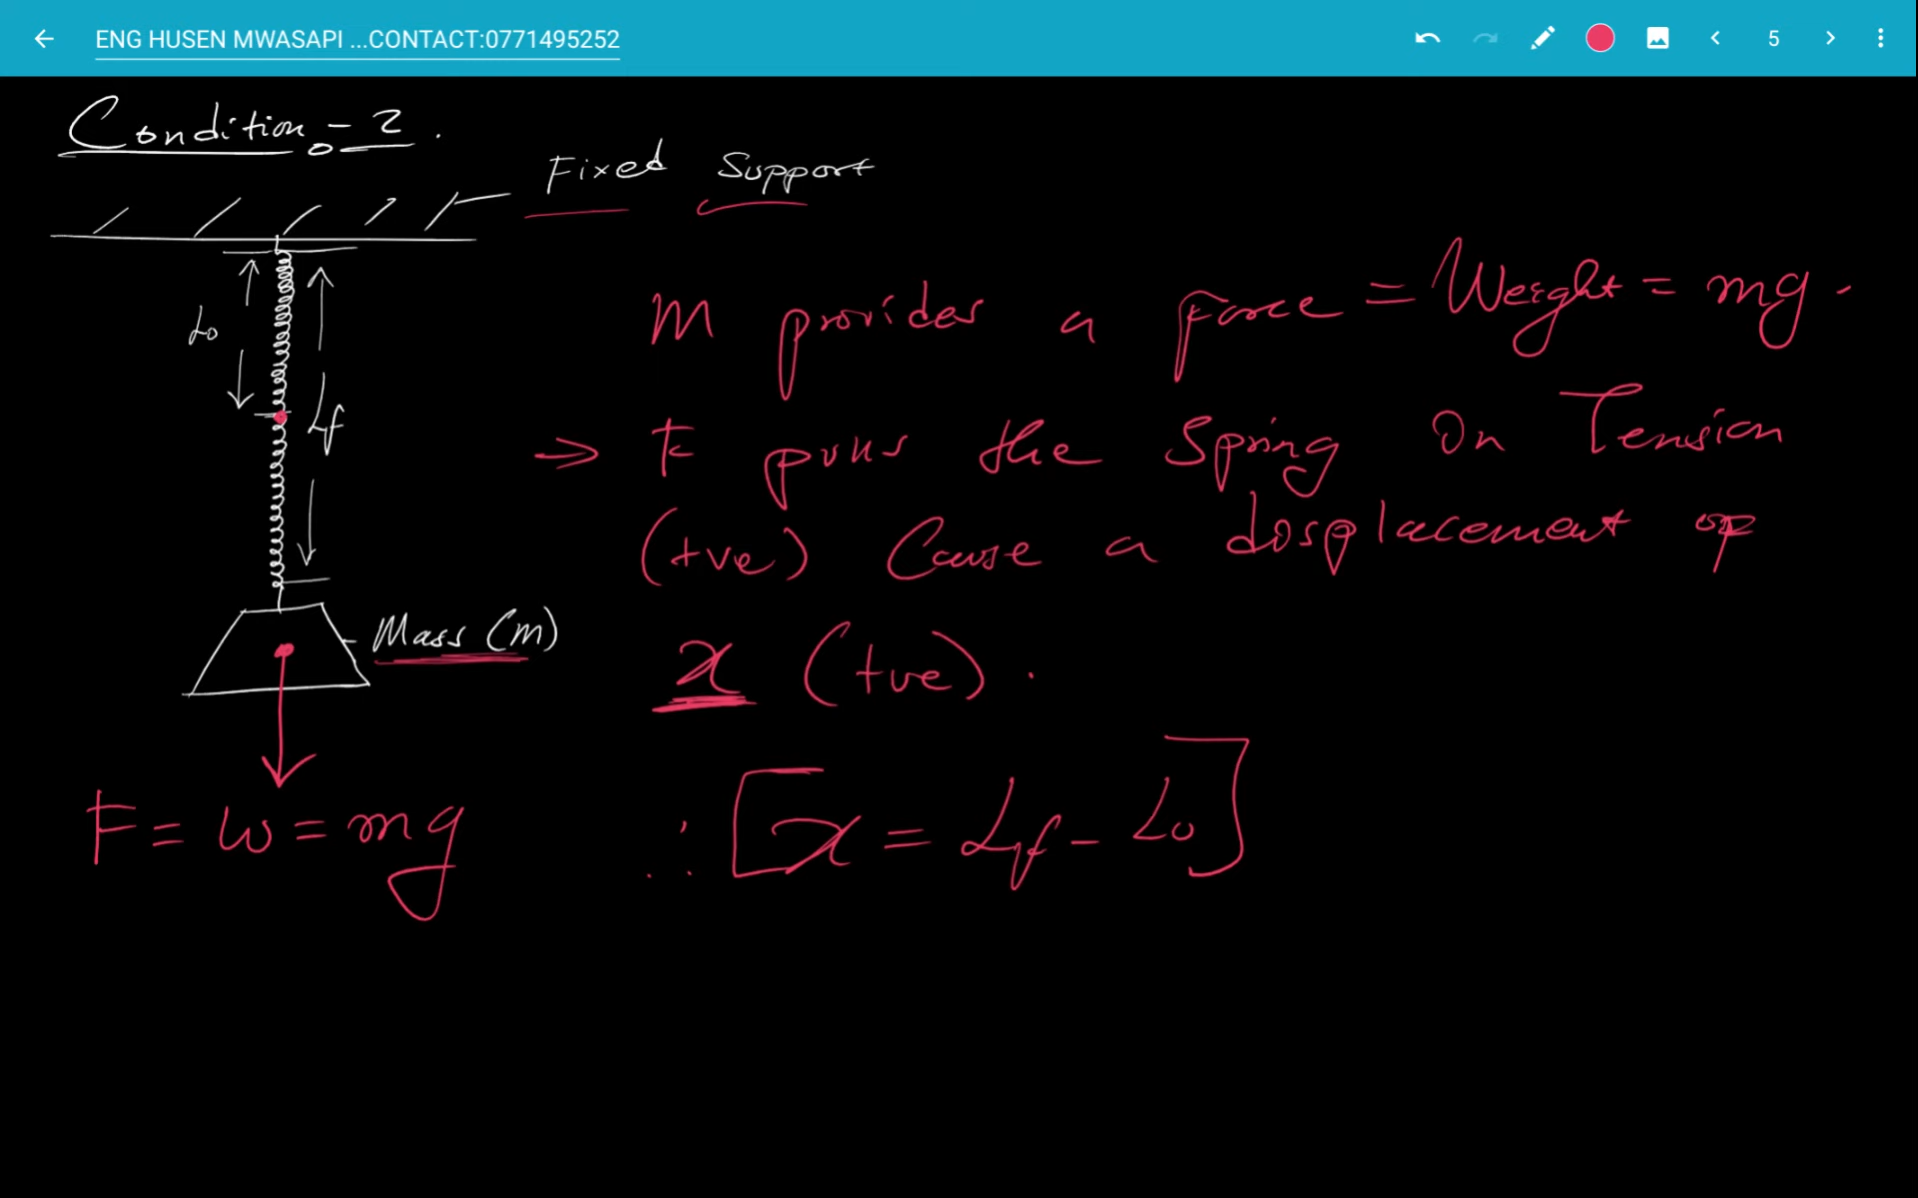 ENG HUSEN MWASAPI ...CONTACT:0771495252
5
Condition - 2.
Fixed Support
Lo
Lf
Mass (m)
F = W = mg
M provides a Force = Weight = mg.
→ F pulls the Spring On Tension
(+ve) Cause a displacement of
x (+ve).
∴ [x = Lf - Lo]